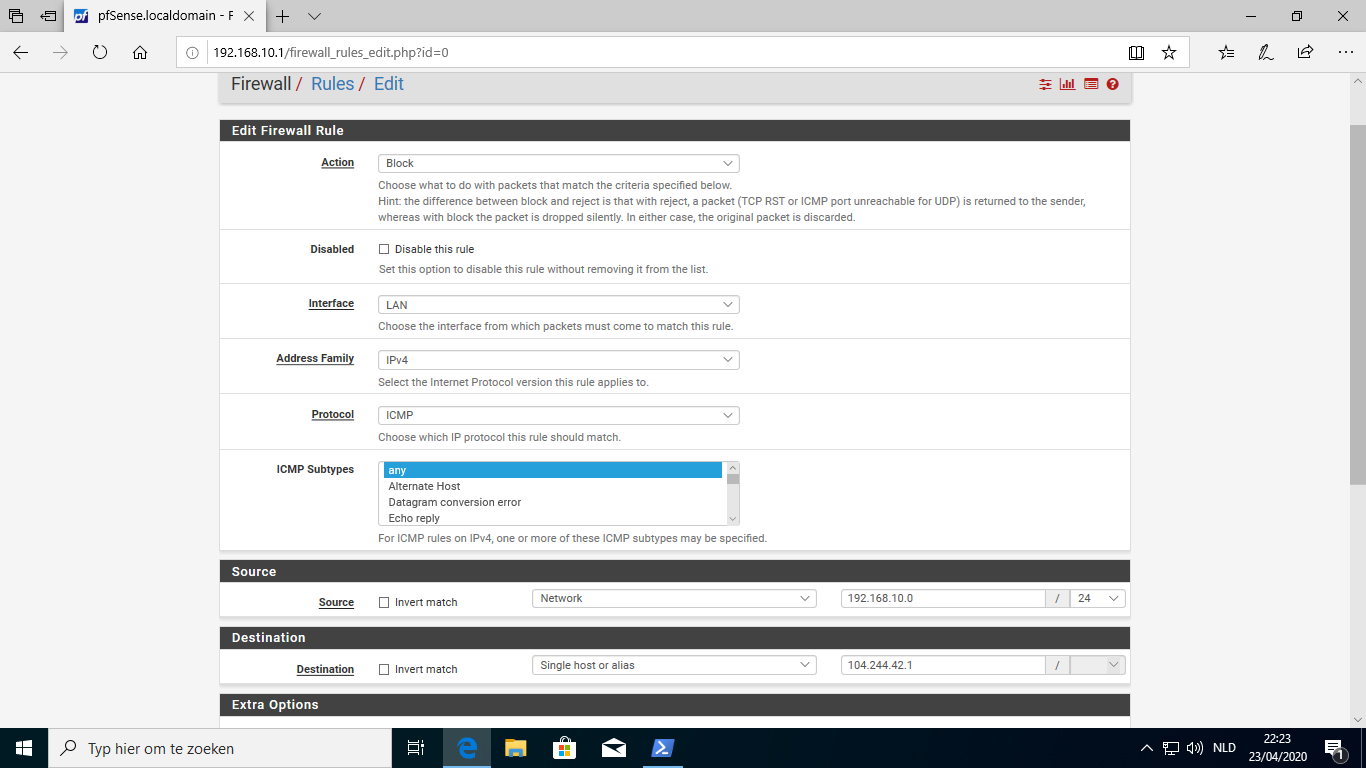 pfSense.localdomain - F
192.168.10.1/firewall_rules_edit.php?id=0
Firewall / Rules / Edit
Edit Firewall Rule
Action
Block
Choose what to do with packets that match the criteria specified below.
Hint: the difference between block and reject is that with reject, a packet (TCP RST or ICMP port unreachable for UDP) is returned to the sender,
whereas with block the packet is dropped silently. In either case, the original packet is discarded.
Disabled
Disable this rule
Set this option to disable this rule without removing it from the list.
Interface
LAN
Choose the interface from which packets must come to match this rule.
Address Family
IPv4
Select the Internet Protocol version this rule applies to.
Protocol
ICMP
Choose which IP protocol this rule should match.
ICMP Subtypes
any
Alternate Host
Datagram conversion error
Echo reply
For ICMP rules on IPv4, one or more of these ICMP subtypes may be specified.
Source
Source
Invert match
Network
192.168.10.0
/
24
Destination
Destination
Invert match
Single host or alias
104.244.42.1
/
Extra Options
Typ hier om te zoeken
NLD
22:23
23/04/2020
1